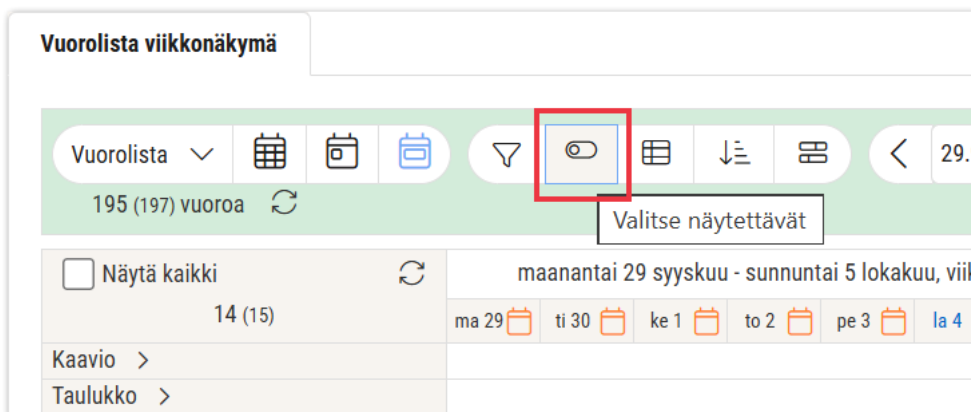 Vuorolista viikkonäkymä
Vuorolista
29.
195 (197) vuoroa
Valitse näytettävät
Näytä kaikki
maanantai 29 syyskuu - sunnuntai 5 lokakuu, viik
14 (15)
ma 29 ti 30 ke 1 to 2 pe 3 la 4
Kaavio
Taulukko